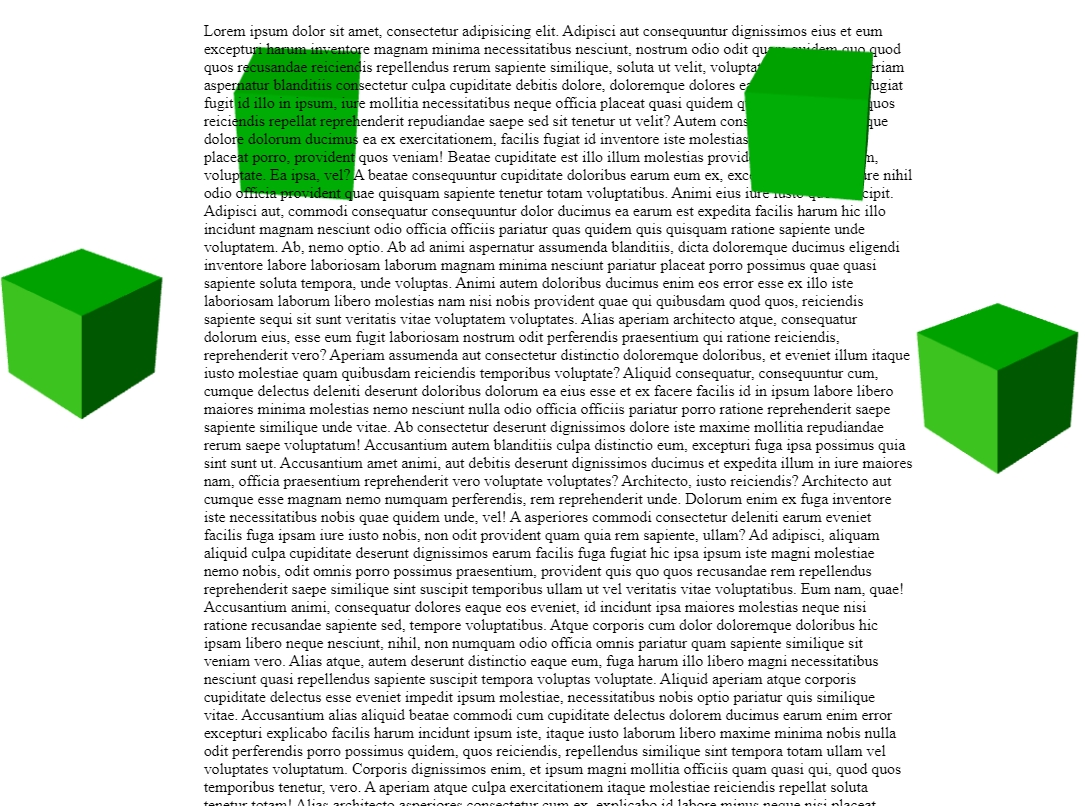 Lorem ipsum dolor sit amet, consectetur adipisicing elit. Adipisci aut consequuntur dignissimos eius et eum
excepturi harum inventore magnam minima necessitatibus nesciunt, nostrum odio odit quam quidem quo quod
quos recusandae reiciendis repellendus rerum sapiente similique, soluta ut velit,
aspernatur blanditiis consectetur culpa cupiditate debitis dolore, doloremque dolores fugiat
fugit id illo in ipsum, iure mollitia necessitatibus neque officia placeat quasi quidem quos
reiciendis repellat reprehenderit repudiandae saepe sed sit tenetur ut velit? Autem
dolore dolorum ducimus ea ex exercitationem, facilis fugiat id inventore iste molestias
placeat porro, provident quos veniam! Beatae cupiditate est illo illum molestias
voluptate. Ea ipsa, vel? A beatae consequuntur cupiditate doloribus earum eum ex, nihil
odio officia provident quae quisquam sapiente tenetur totam voluptatibus. Animi eius iure iusto
Adipisci aut, commodi consequatur consequuntur dolor ducimus ea earum est expedita facilis harum hic illo
incidunt magnam nesciunt odio officia officiis pariatur quas quidem quis quisquam ratione sapiente unde
voluptatem. Ab, nemo optio. Ab ad animi aspernatur assumenda blanditiis, dicta doloremque ducimus eligendi
inventore labore laboriosam laborum magnam minima nesciunt pariatur placeat porro possimus quae quasi
sapiente soluta tempora, unde voluptas. Animi autem doloribus ducimus enim eos error esse ex illo iste
laboriosam laborum libero molestias nam nisi nobis provident quae qui quibusdam quod quos, reiciendis
sapiente sequi sit sunt veritatis vitae voluptatem voluptates. Alias aperiam architecto atque, consequatur
dolorum eius, esse eum fugit laboriosam nostrum odit perferendis praesentium qui ratione reiciendis,
reprehenderit vero? Aperiam assumenda aut consectetur distinctio doloremque doloribus, et eveniet illum itaque
iusto molestiae quam quibusdam reiciendis temporibus voluptate? Aliquid consequatur, consequuntur cum,
cumque delectus deleniti deserunt doloribus dolorum ea eius esse et ex facere facilis id in ipsum labore libero
maiores minima molestias nemo nesciunt nulla odio officia officiis pariatur porro ratione reprehenderit saepe
sapiente similique unde vitae. Ab consectetur deserunt dignissimos dolore iste maxime mollitia repudiandae
rerum saepe voluptatum! Accusantium autem blanditiis culpa distinctio eum, excepturi fuga ipsa possimus quia
sint sunt ut. Accusantium amet animi, aut debitis deserunt dignissimos ducimus et expedita illum in iure maiores
nam, officia praesentium reprehenderit vero voluptate voluptates? Architecto, iusto reiciendis? Architecto aut
cumque esse magnam nemo numquam perferendis, rem reprehenderit unde. Dolorum enim ex fuga inventore
iste necessitatibus nobis quae quidem unde, vel! A asperiores commodi consectetur deleniti earum eveniet
facilis fuga ipsam iure iusto nobis, non odit provident quam quia rem sapiente, ullam? Ad adipisci, aliquam
aliquid culpa cupiditate deserunt dignissimos earum facilis fuga fugiat hic ipsa ipsum iste magni molestiae
nemo nobis, odit omnis porro possimus praesentium, provident quis quo quos recusandae rem repellendus
reprehenderit saepe similique sint suscipit temporibus ullam ut vel veritatis vitae voluptatibus. Eum nam, quae!
Accusantium animi, consequatur dolores eaque eos eveniet, id incidunt ipsa maiores molestias neque nisi
ratione recusandae sapiente sed, tempore voluptatibus. Atque corporis cum dolor doloremque doloribus hic
ipsam libero neque nesciunt, nihil, non numquam odio officia omnis pariatur quam sapiente similique sit
veniam vero. Alias atque, autem deserunt distinctio eaque eum, fuga harum illo libero magni necessitatibus
nesciunt quasi repellendus sapiente suscipit tempora voluptas voluptate. Aliquid aperiam atque corporis
cupiditate delectus esse eveniet impedit ipsum molestiae, necessitatibus nobis optio pariatur quis similique
vitae. Accusantium alias aliquid beatae commodi cum cupiditate delectus dolorem ducimus earum enim error
excepturi explicabo facilis harum incidunt ipsum iste, itaque iusto laborum libero maxime minima nobis nulla
odit perferendis porro possimus quidem, quos reiciendis, repellendus similique sint tempora totam ullam vel
voluptates voluptatum. Corporis dignissimos enim, et ipsum magni mollitia officiis quam quasi qui, quod quos
temporibus tenetur, vero. A aperiam atque culpa exercitationem itaque molestiae reiciendis rerum sapiente
tenetur totam! Alias architecto asperiores consectetur cum ex, explicabo id labore minus neque nisi placeat